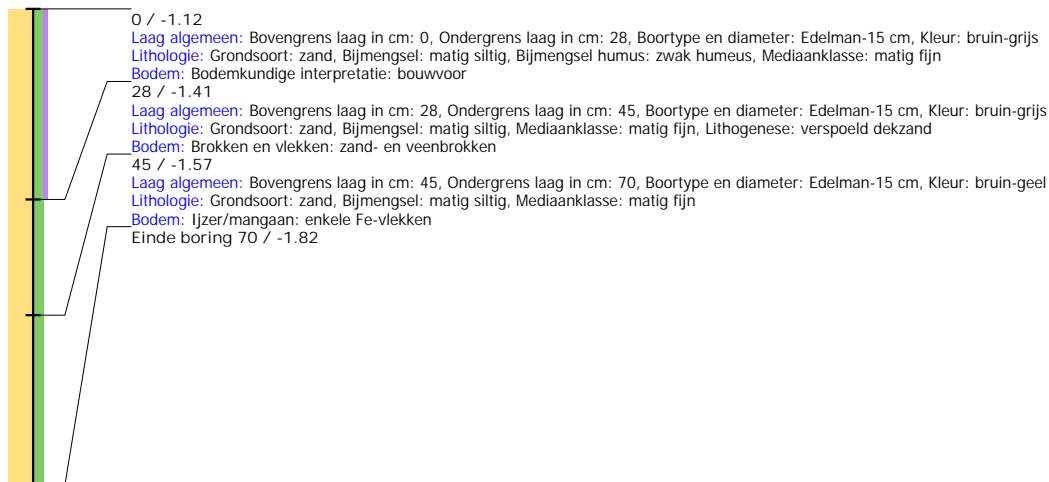 0 / -1.12
Laag algemeen: Bovengrens laag in cm: 0, Ondergrens laag in cm: 28, Boortype en diameter: Edelman-15 cm, Kleur: bruin-grijs
Lithologie: Grondsoort: zand, Bijmengsel: matig siltig, Bijmengsel humus: zwak humeus, Mediaanklasse: matig fijn
Bodem: Bodemkundige interpretatie: bouwvoor
28 / -1.41
Laag algemeen: Bovengrens laag in cm: 28, Ondergrens laag in cm: 45, Boortype en diameter: Edelman-15 cm, Kleur: bruin-grijs
Lithologie: Grondsoort: zand, Bijmengsel: matig siltig, Mediaanklasse: matig fijn, Lithogenese: verspoeld dekzand
Bodem: Brokken en vlekken: zand- en veenbrokken
45 / -1.57
Laag algemeen: Bovengrens laag in cm: 45, Ondergrens laag in cm: 70, Boortype en diameter: Edelman-15 cm, Kleur: bruin-geel
Lithologie: Grondsoort: zand, Bijmengsel: matig siltig, Mediaanklasse: matig fijn
Bodem: Ijzer/mangaan: enkele Fe-vlekken
Einde boring 70 / -1.82